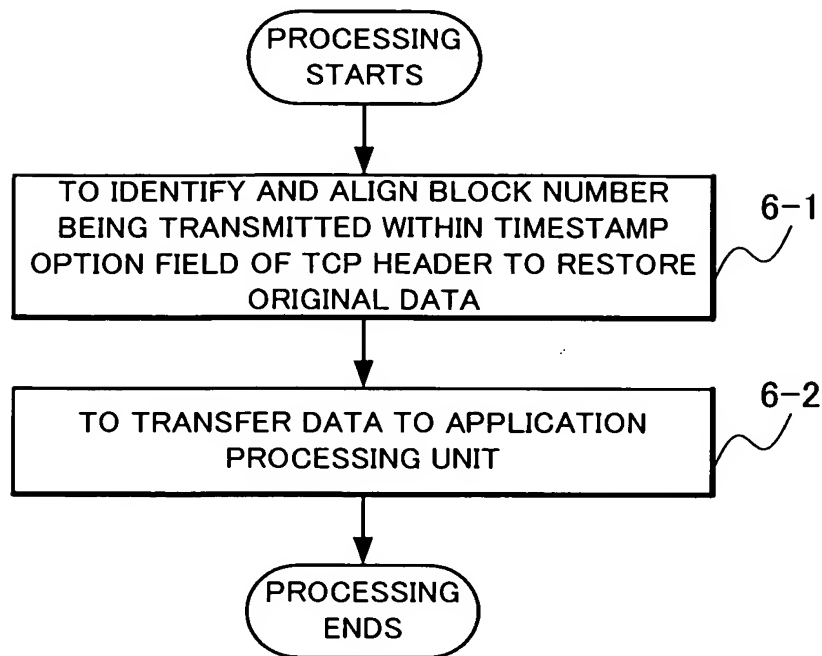 PROCESSING
STARTS
TO IDENTIFY AND ALIGN BLOCK NUMBER
BEING TRANSMITTED WITHIN TIMESTAMP
OPTION FIELD OF TCP HEADER TO RESTORE
ORIGINAL DATA
6-1
TO TRANSFER DATA TO APPLICATION
PROCESSING UNIT
6-2
PROCESSING
ENDS